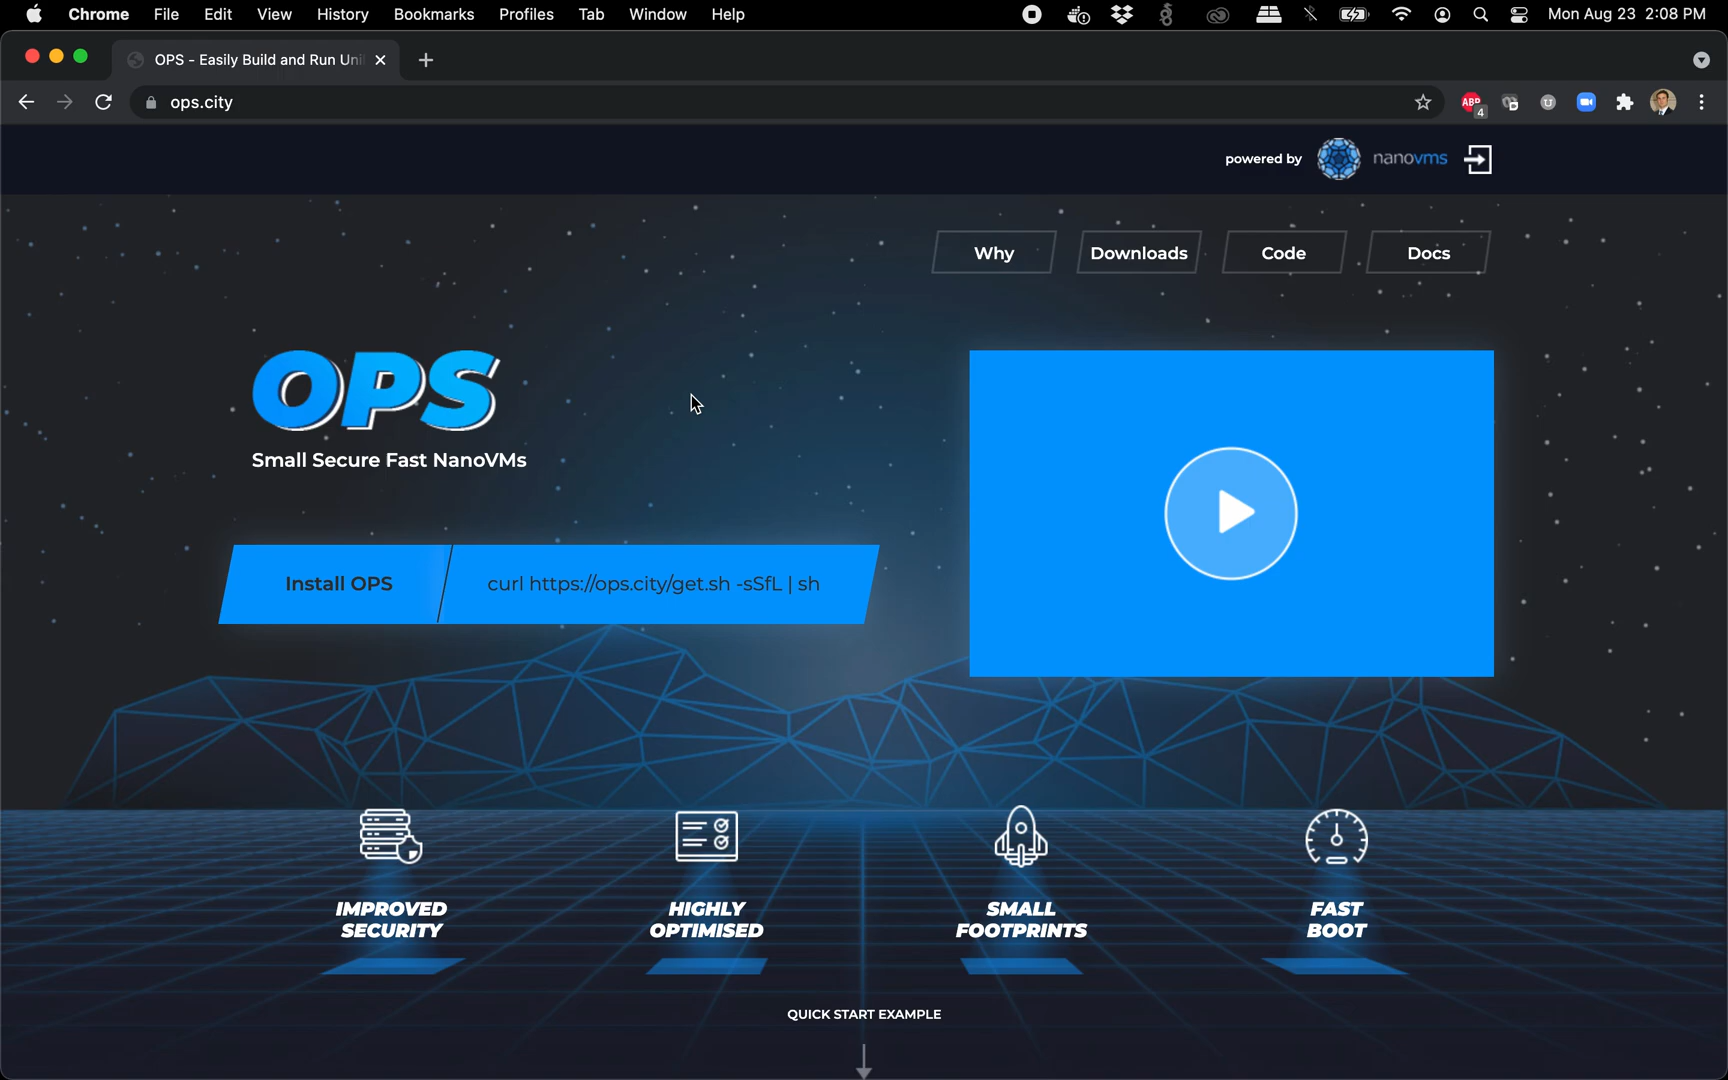 Chrome File Edit View History Bookmarks Profiles Tab Window Help Mon Aug 23 2:08 PM
OPS - Easily Build and Run Uni
ops.city
ABP
4
powered by nanovms
Why Downloads Code Docs
OPS
Small Secure Fast NanoVMs
Install OPS curl https://ops.city/get.sh -sSfL | sh
IMPROVED
SECURITY
HIGHLY
OPTIMISED
SMALL
FOOTPRINTS
FAST
BOOT
QUICK START EXAMPLE